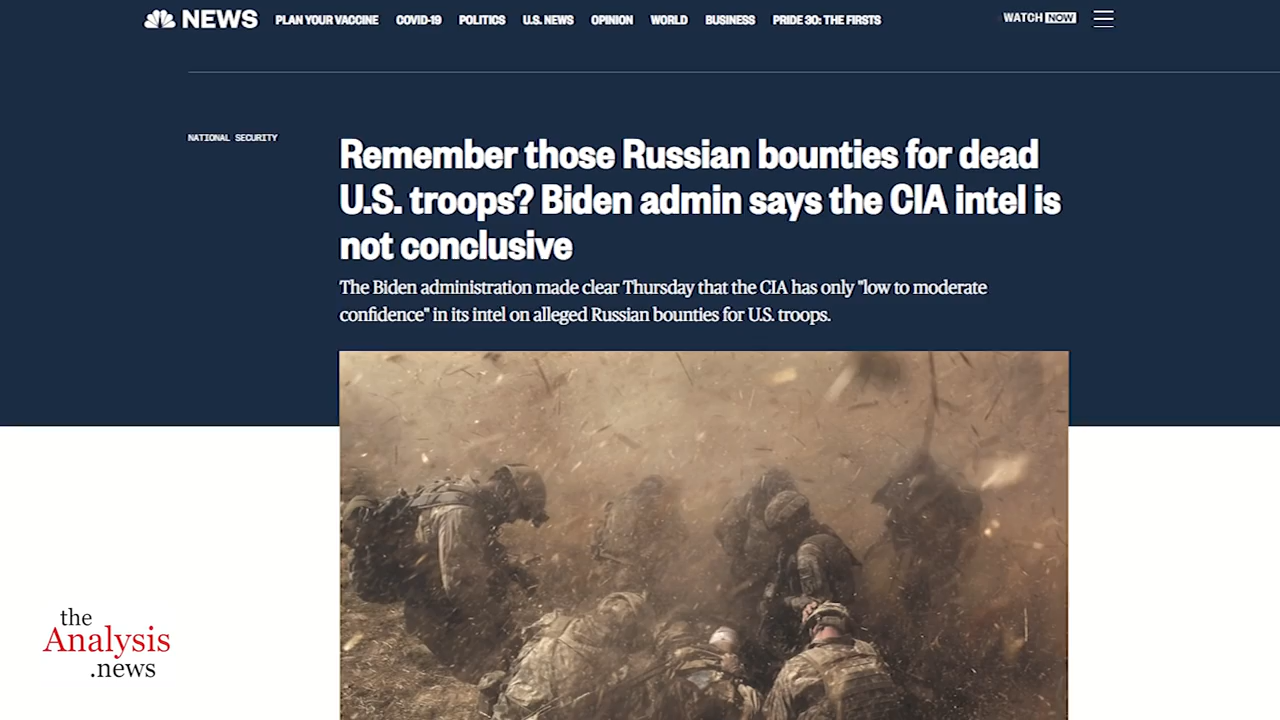 NEWS
PLAN YOUR VACCINE
COVID-19
POLITICS
U.S. NEWS
OPINION
WORLD
BUSINESS
PRIDE 30: THE FIRSTS
WATCH NOW
NATIONAL SECURITY
Remember those Russian bounties for dead
U.S. troops? Biden admin says the CIA intel is
not conclusive
The Biden administration made clear Thursday that the CIA has only "low to moderate
confidence" in its intel on alleged Russian bounties for U.S. troops.
the
Analysis
.news